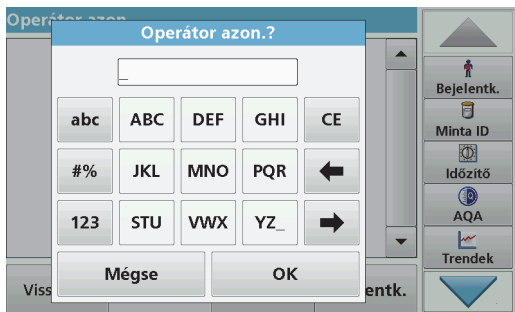 Operátor azon.
Operátor azon.?
_
abc ABC DEF GHI CE
#% JKL MNO PQR
123 STU VWX YZ_
Mégse OK
Viss
entk.
Bejelentk.
Minta ID
Időzítő
AQA
Trendek